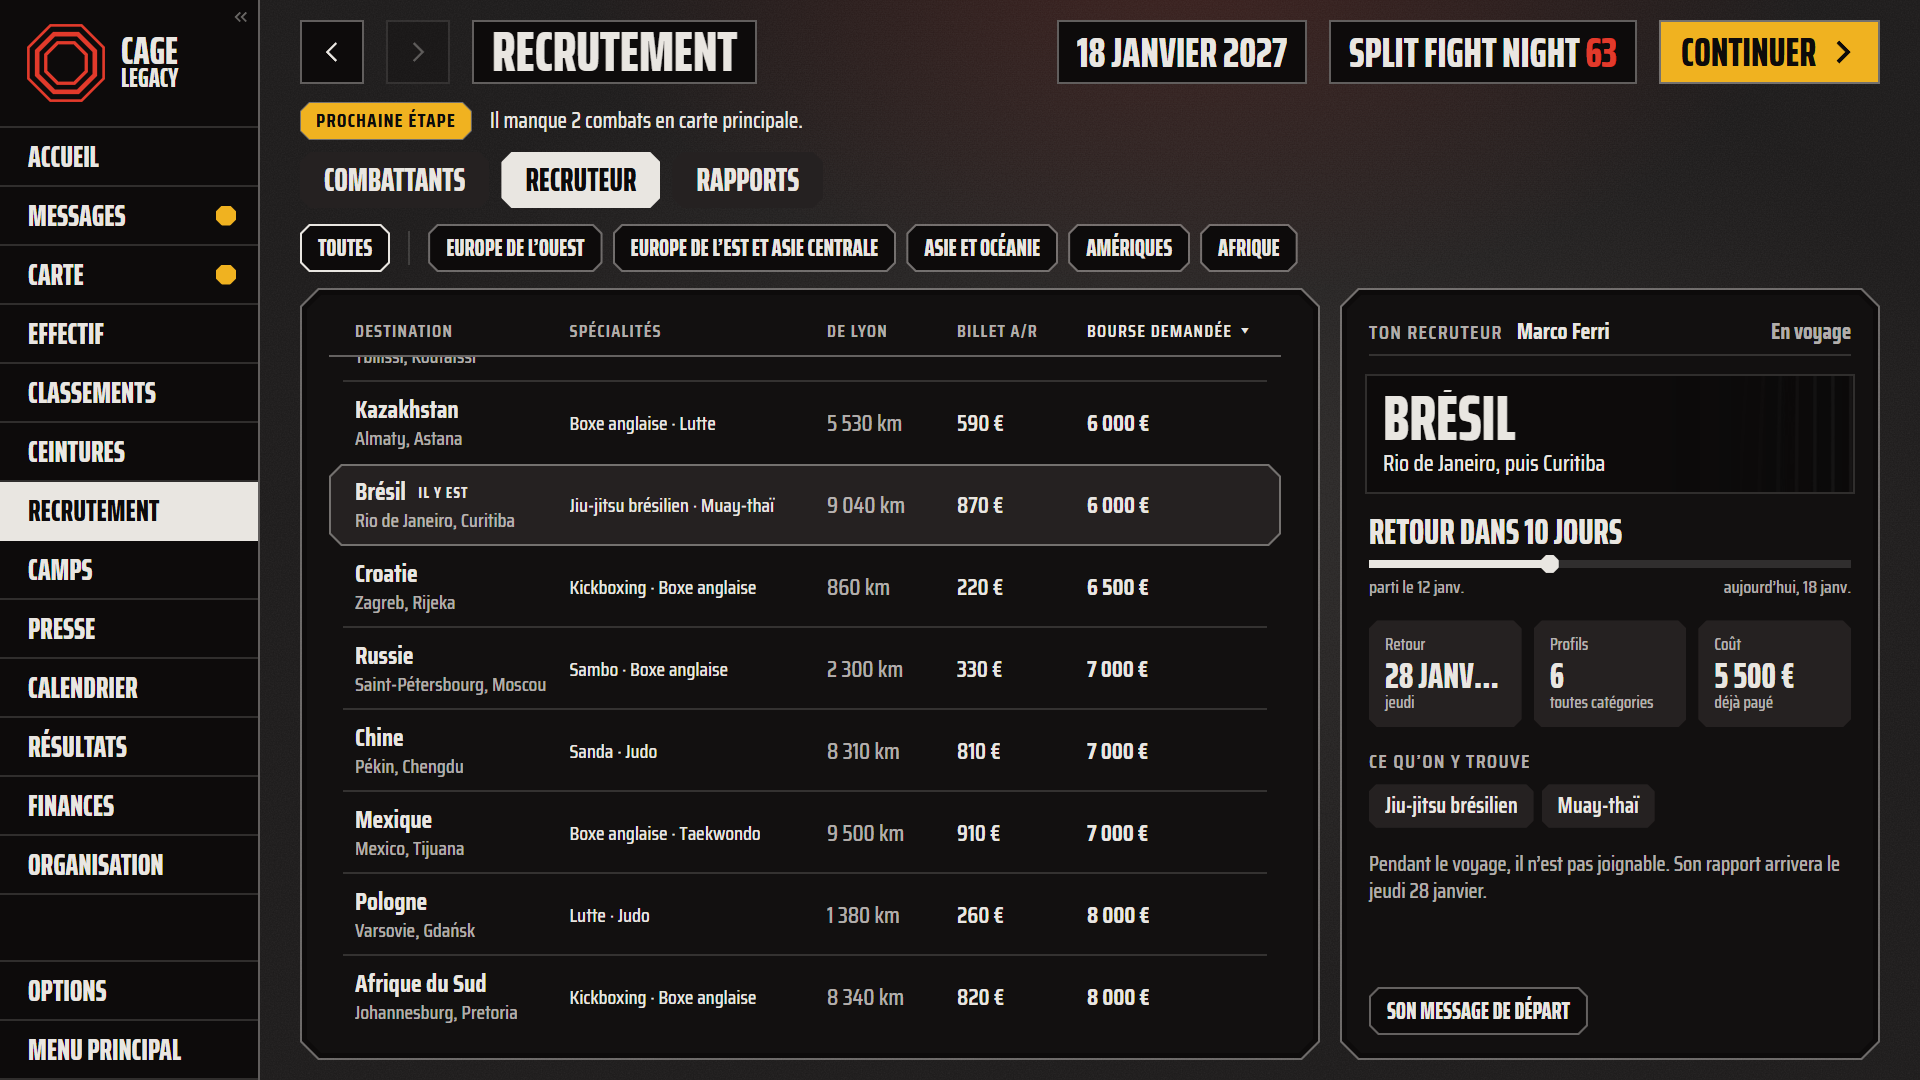 CAGE
LEGACY
ACCUEIL
MESSAGES
CARTE
EFFECTIF
CLASSEMENTS
CEINTURES
RECRUTEMENT
CAMPS
PRESSE
CALENDRIER
RÉSULTATS
FINANCES
ORGANISATION
OPTIONS
MENU PRINCIPAL
RECRUTEMENT
18 JANVIER 2027
SPLIT FIGHT NIGHT 63
CONTINUER
PROCHAINE ÉTAPE Il manque 2 combats en carte principale.
COMBATTANTS RECRUTEUR RAPPORTS
TOUTES EUROPE DE L’OUEST EUROPE DE L’EST ET ASIE CENTRALE ASIE ET OCÉANIE AMÉRIQUES AFRIQUE
DESTINATION SPÉCIALITÉS DE LYON BILLET A/R BOURSE DEMANDÉE
Tbilissi, Koutaïssi
Kazakhstan
Almaty, Astana
Boxe anglaise · Lutte 5 530 km 590 € 6 000 €
Brésil IL Y EST
Rio de Janeiro, Curitiba
Jiu-jitsu brésilien · Muay-thaï 9 040 km 870 € 6 000 €
Croatie
Zagreb, Rijeka
Kickboxing · Boxe anglaise 860 km 220 € 6 500 €
Russie
Saint-Pétersbourg, Moscou
Sambo · Boxe anglaise 2 300 km 330 € 7 000 €
Chine
Pékin, Chengdu
Sanda · Judo 8 310 km 810 € 7 000 €
Mexique
Mexico, Tijuana
Boxe anglaise · Taekwondo 9 500 km 910 € 7 000 €
Pologne
Varsovie, Gdańsk
Lutte · Judo 1 380 km 260 € 8 000 €
Afrique du Sud
Johannesburg, Pretoria
Kickboxing · Boxe anglaise 8 340 km 820 € 8 000 €
TON RECRUTEUR Marco Ferri En voyage
BRÉSIL
Rio de Janeiro, puis Curitiba
RETOUR DANS 10 JOURS
parti le 12 janv. aujourd’hui, 18 janv.
Retour
28 JANV...
jeudi
Profils
6
toutes catégories
Coût
5 500 €
déjà payé
CE QU’ON Y TROUVE
Jiu-jitsu brésilien Muay-thaï
Pendant le voyage, il n’est pas joignable. Son rapport arrivera le
jeudi 28 janvier.
SON MESSAGE DE DÉPART